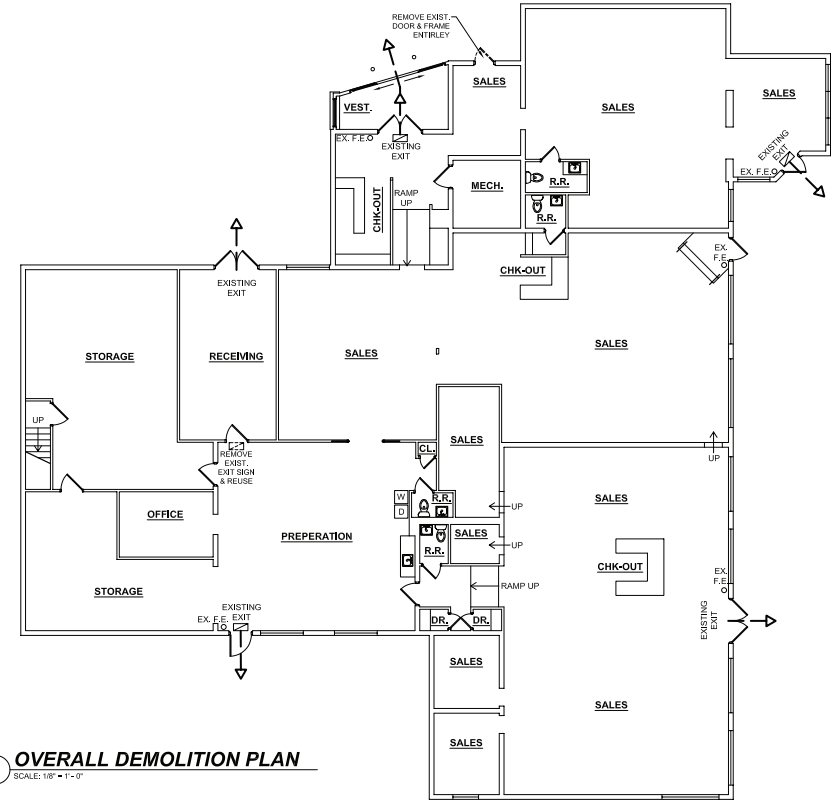 REMOVE EXIST.
DOOR & FRAME
ENTIRLEY
SALES
SALES
SALES
VEST.
EX. F.E.
EXISTING
EXIT
EXISTING
EXIT
EX. F.E.
MECH.
R.R.
R.R.
CHK-OUT
RAMP
UP
EXISTING
EXIT
CHK-OUT
EX.
F.E.
STORAGE
RECEIVING
SALES
SALES
UP
REMOVE
EXIST.
EXIT SIGN
& REUSE
CL.
SALES
UP
W
D
R.R.
UP
SALES
OFFICE
PREPERATION
SALES
UP
R.R.
CHK-OUT
STORAGE
RAMP UP
EX.
F.E.
EXISTING
EXIT
EX. F.E.
DR.
DR.
EXISTING
EXIT
SALES
SALES
SALES
OVERALL DEMOLITION PLAN
SCALE: 1/8" = 1'- 0"